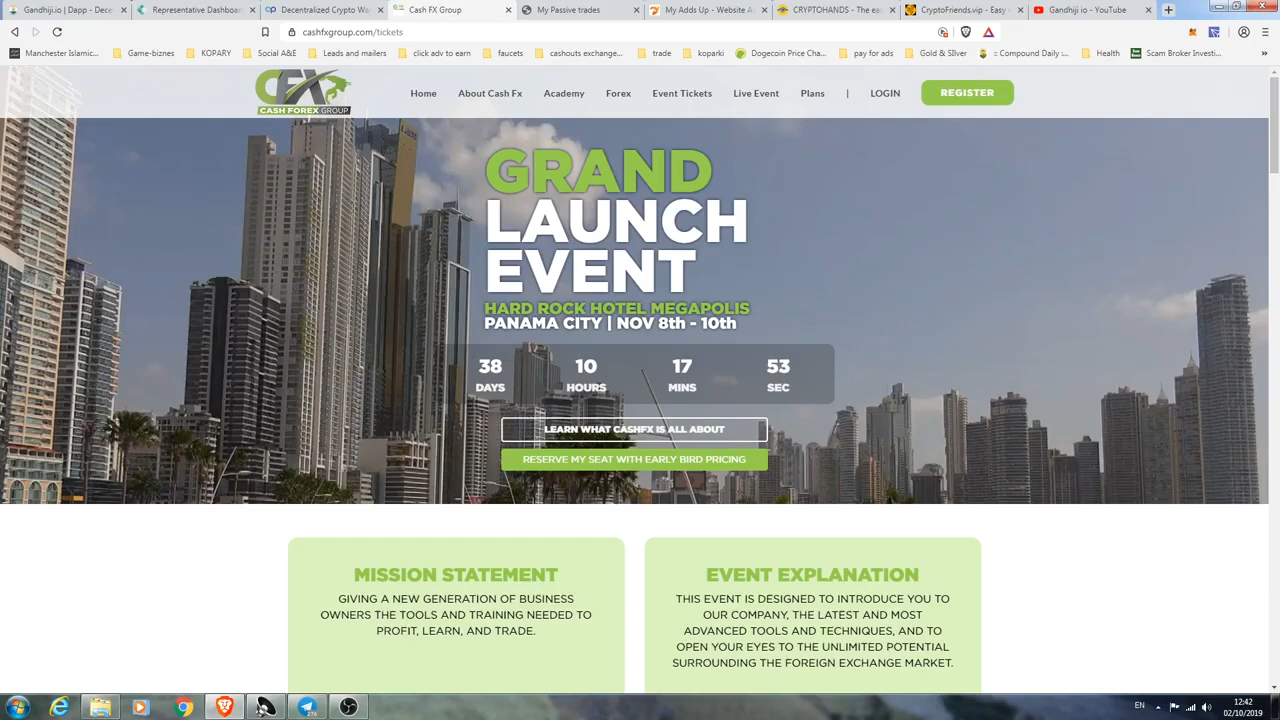 Gandhiji.io | Dapp - Decen
Representative Dashboar
Decentralized Crypto Wa
Cash FX Group
My Passive trades
My Adds Up - Website A
CRYPTOHANDS - The eas
CryptoFriends.vip - Easy w
Gandhiji io - YouTube
cashfxgroup.com/tickets
Manchester Islamic...
Game-biznes
KOPARY
Social A&E
Leads and mailers
click adv to earn
faucets
cashouts exchange...
trade
koparki
Dogecoin Price Cha...
pay for ads
Gold & SIlver
:: Compound Daily :...
Health
Scam Broker Investi...
»
CFX
CASH FOREX GROUP
Home
About Cash Fx
Academy
Forex
Event Tickets
Live Event
Plans
|
LOGIN
REGISTER
GRAND
LAUNCH
EVENT
HARD ROCK HOTEL MEGAPOLIS
PANAMA CITY | NOV 8th - 10th
38 10 17 53
DAYS HOURS MINS SEC
LEARN WHAT CASHFX IS ALL ABOUT
RESERVE MY SEAT WITH EARLY BIRD PRICING
MISSION STATEMENT
GIVING A NEW GENERATION OF BUSINESS
OWNERS THE TOOLS AND TRAINING NEEDED TO
PROFIT, LEARN, AND TRADE.
EVENT EXPLANATION
THIS EVENT IS DESIGNED TO INTRODUCE YOU TO
OUR COMPANY, THE LATEST AND MOST
ADVANCED TOOLS AND TECHNIQUES, AND TO
OPEN YOUR EYES TO THE UNLIMITED POTENTIAL
SURROUNDING THE FOREIGN EXCHANGE MARKET.
276
EN
12:42
02/10/2019